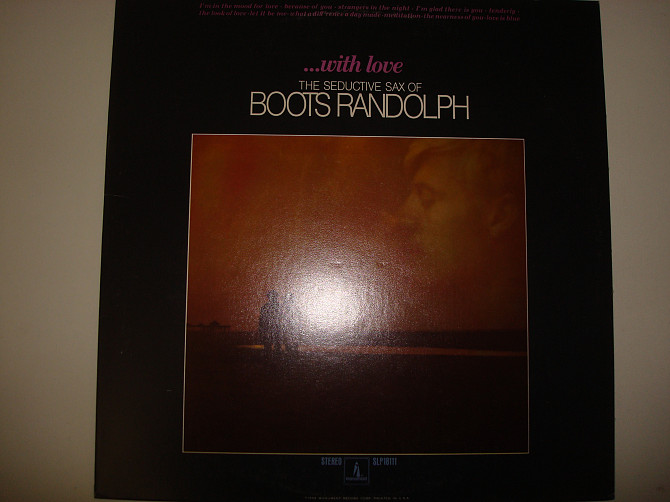 I'm in the mood for love · because of you · strangers in the night · I'm glad there is you · tenderly ·
the look of love · let it be me · what a diff'rence a day made · meditation · the nearness of you · love is blue
...with love
THE SEDUCTIVE SAX OF
BOOTS RANDOLPH
STEREO SLP18111